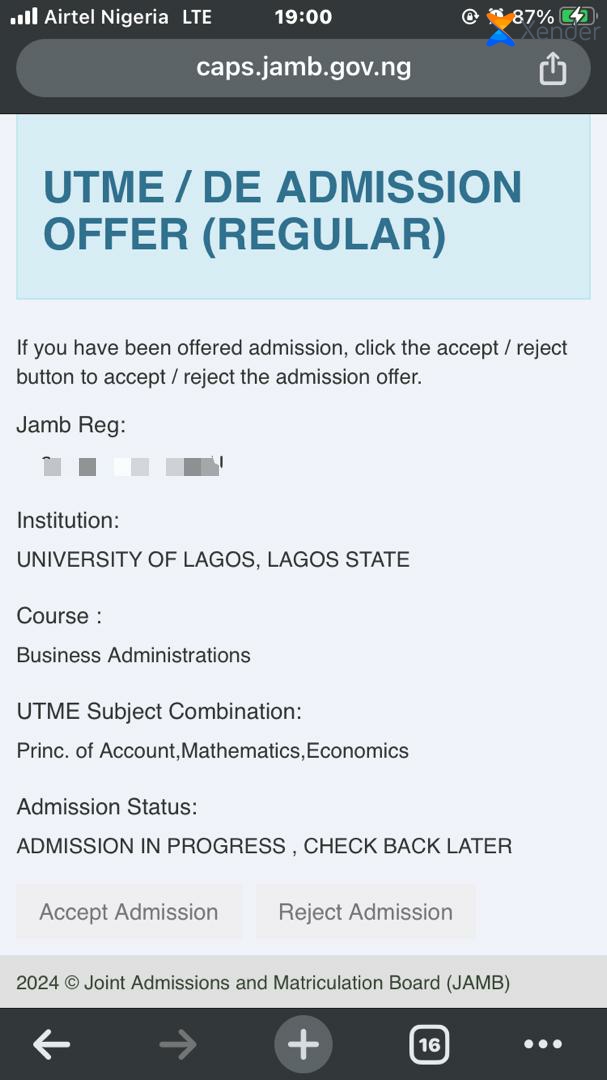 Airtel Nigeria LTE 19:00 87%
Xender
caps.jamb.gov.ng
UTME / DE ADMISSION
OFFER (REGULAR)
If you have been offered admission, click the accept / reject
button to accept / reject the admission offer.
Jamb Reg:
Institution:
UNIVERSITY OF LAGOS, LAGOS STATE
Course :
Business Administrations
UTME Subject Combination:
Princ. of Account,Mathematics,Economics
Admission Status:
ADMISSION IN PROGRESS , CHECK BACK LATER
Accept Admission Reject Admission
2024 © Joint Admissions and Matriculation Board (JAMB)
16